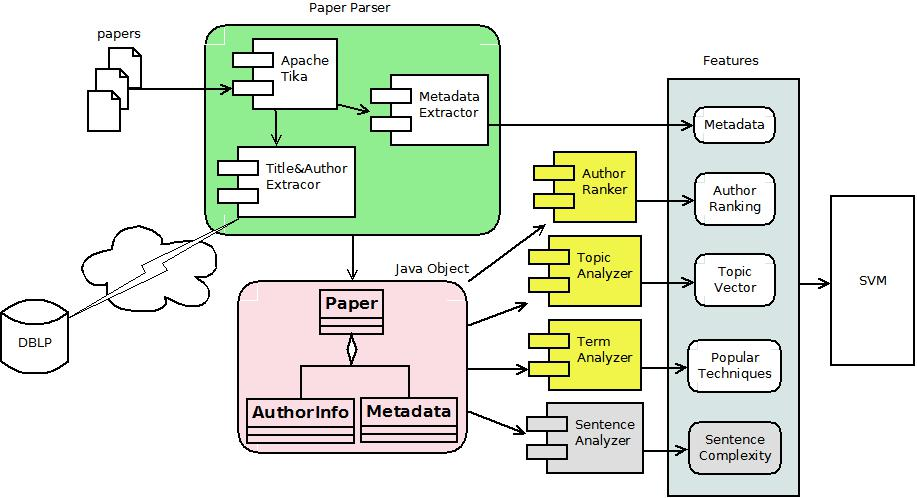 Paper Parser
papers
Apache
Tika
Metadata
Extractor
Title&Author
Extracor
DBLP
Java Object
Paper
AuthorInfo
Metadata
Author
Ranker
Topic
Analyzer
Term
Analyzer
Sentence
Analyzer
Features
Metadata
Author
Ranking
Topic
Vector
Popular
Techniques
Sentence
Complexity
SVM